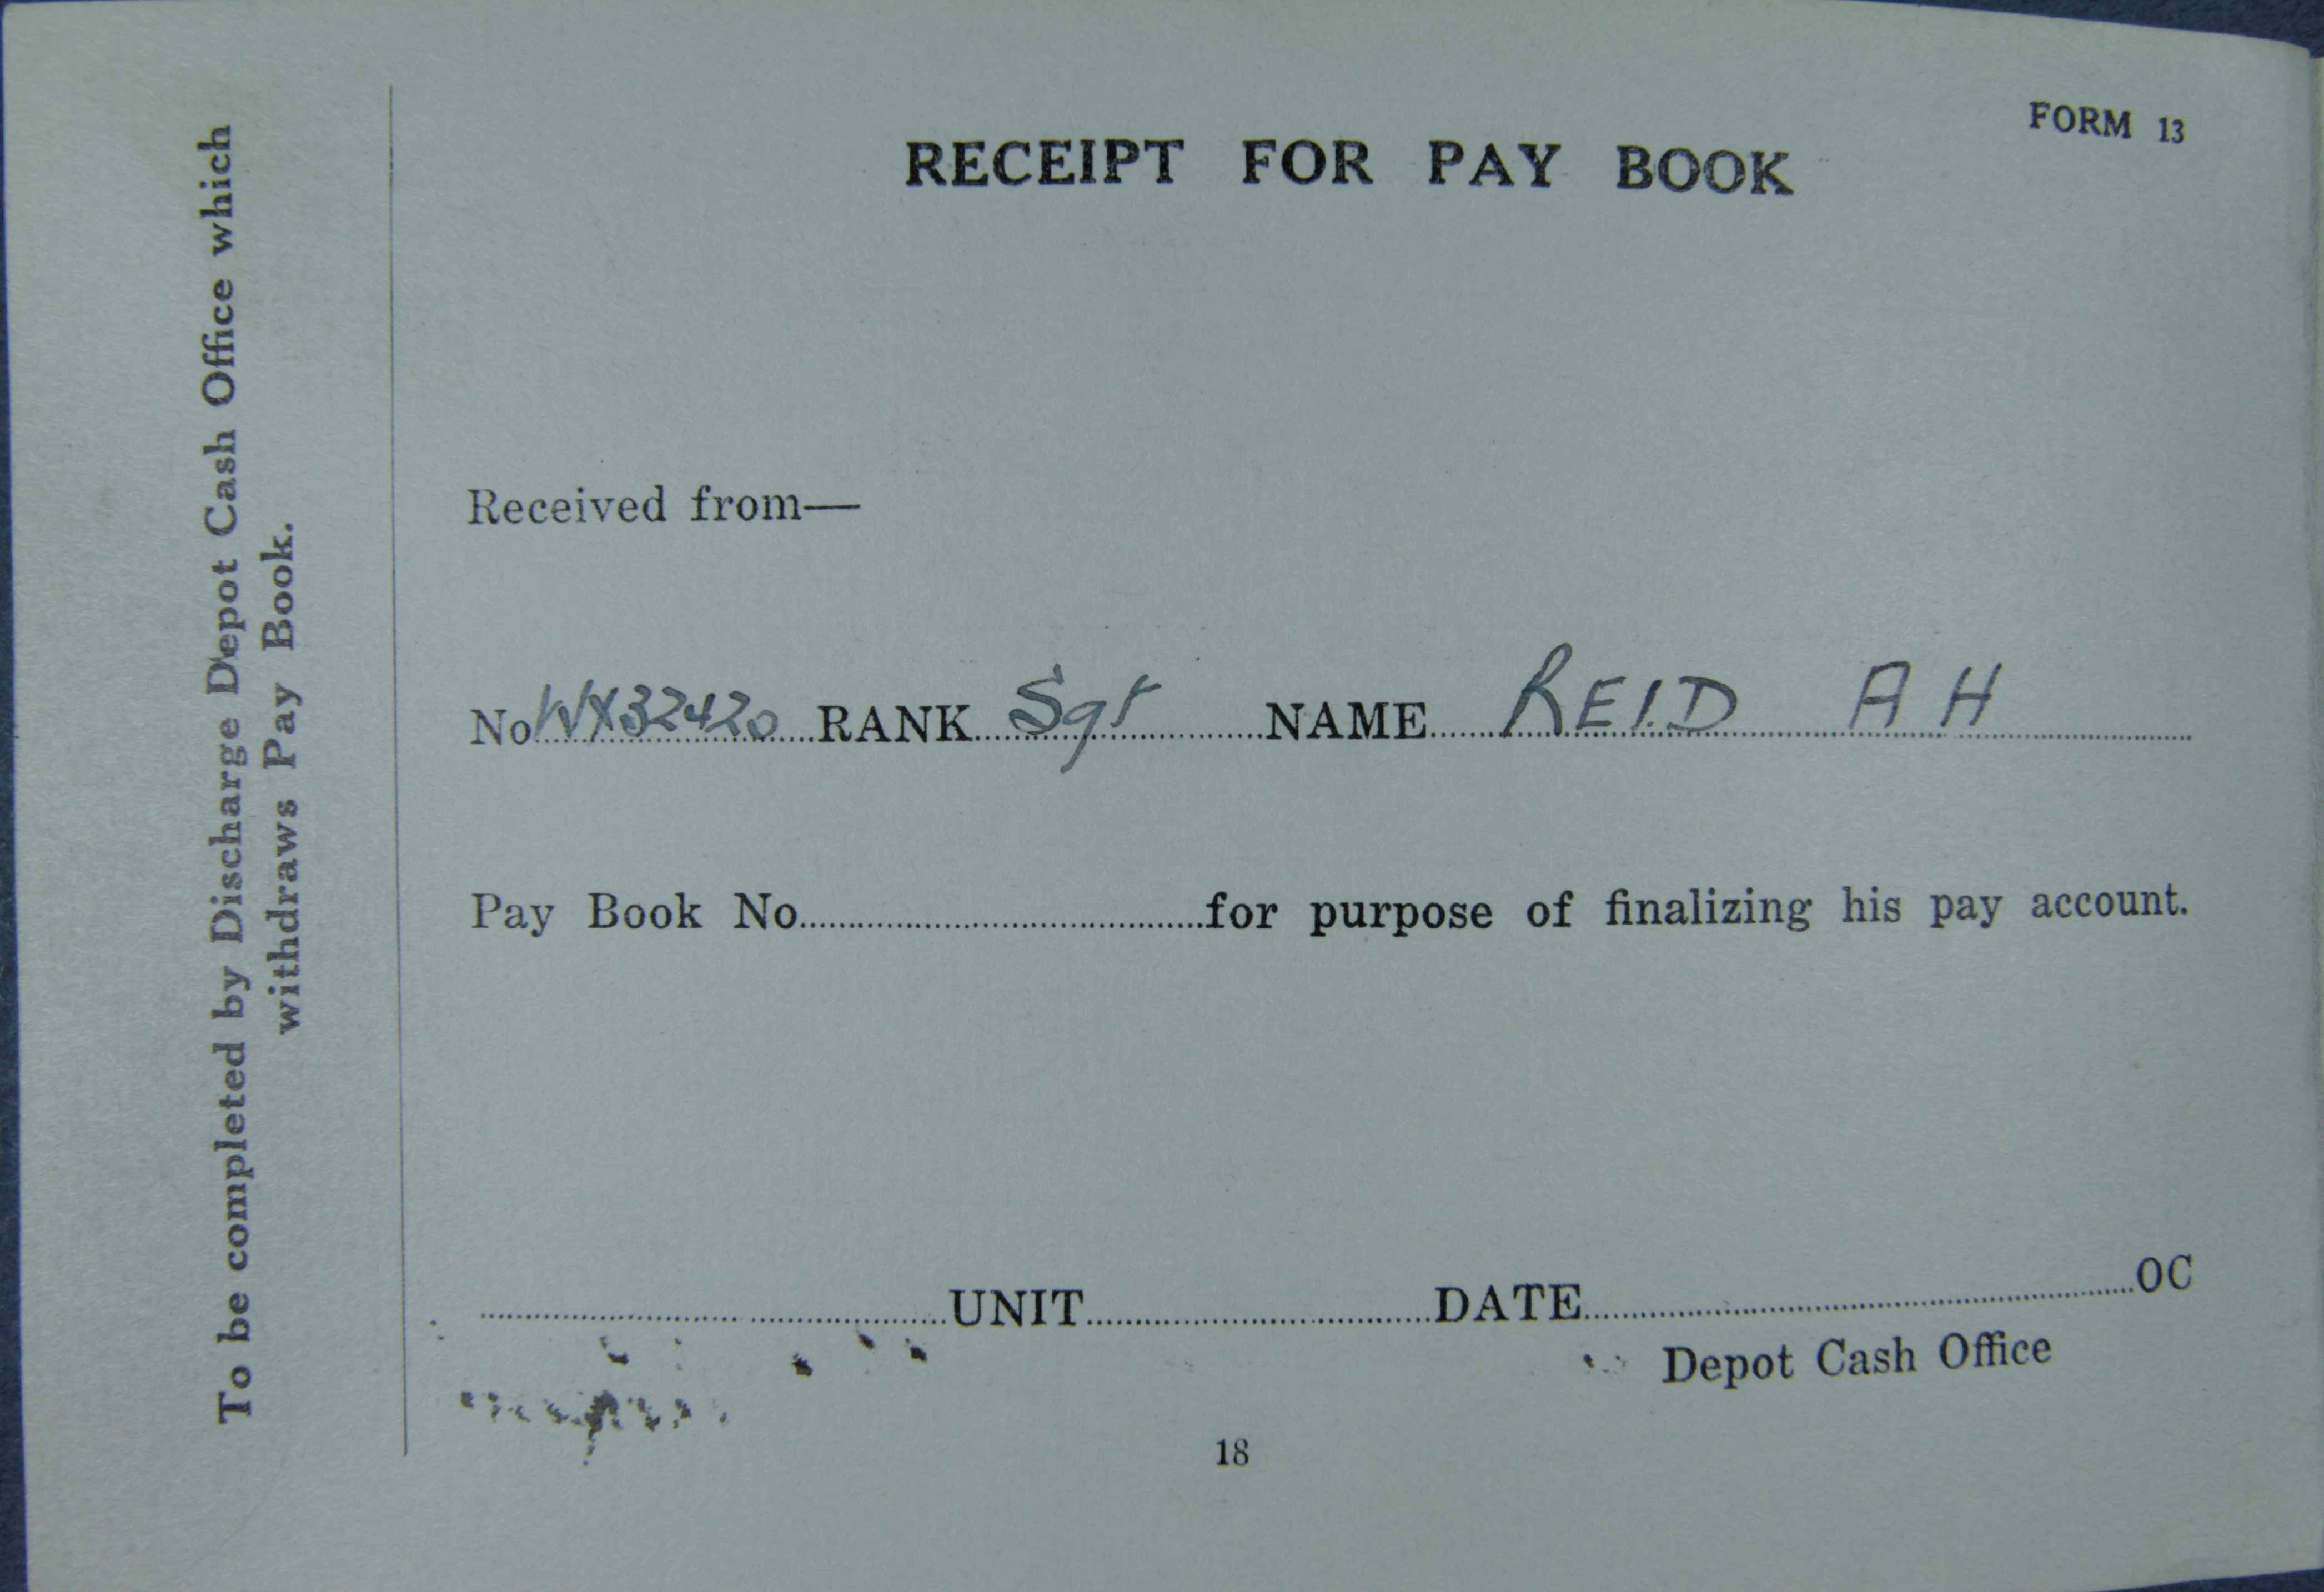 FORM 13
RECEIPT FOR PAY BOOK
To be completed by Discharge Depot Cash Office which
withdraws Pay Book.
Received from—
No WX32420 RANK Sgt NAME REID A H
Pay Book No. for purpose of finalizing his pay account.
UNIT DATE OC
Depot Cash Office
18